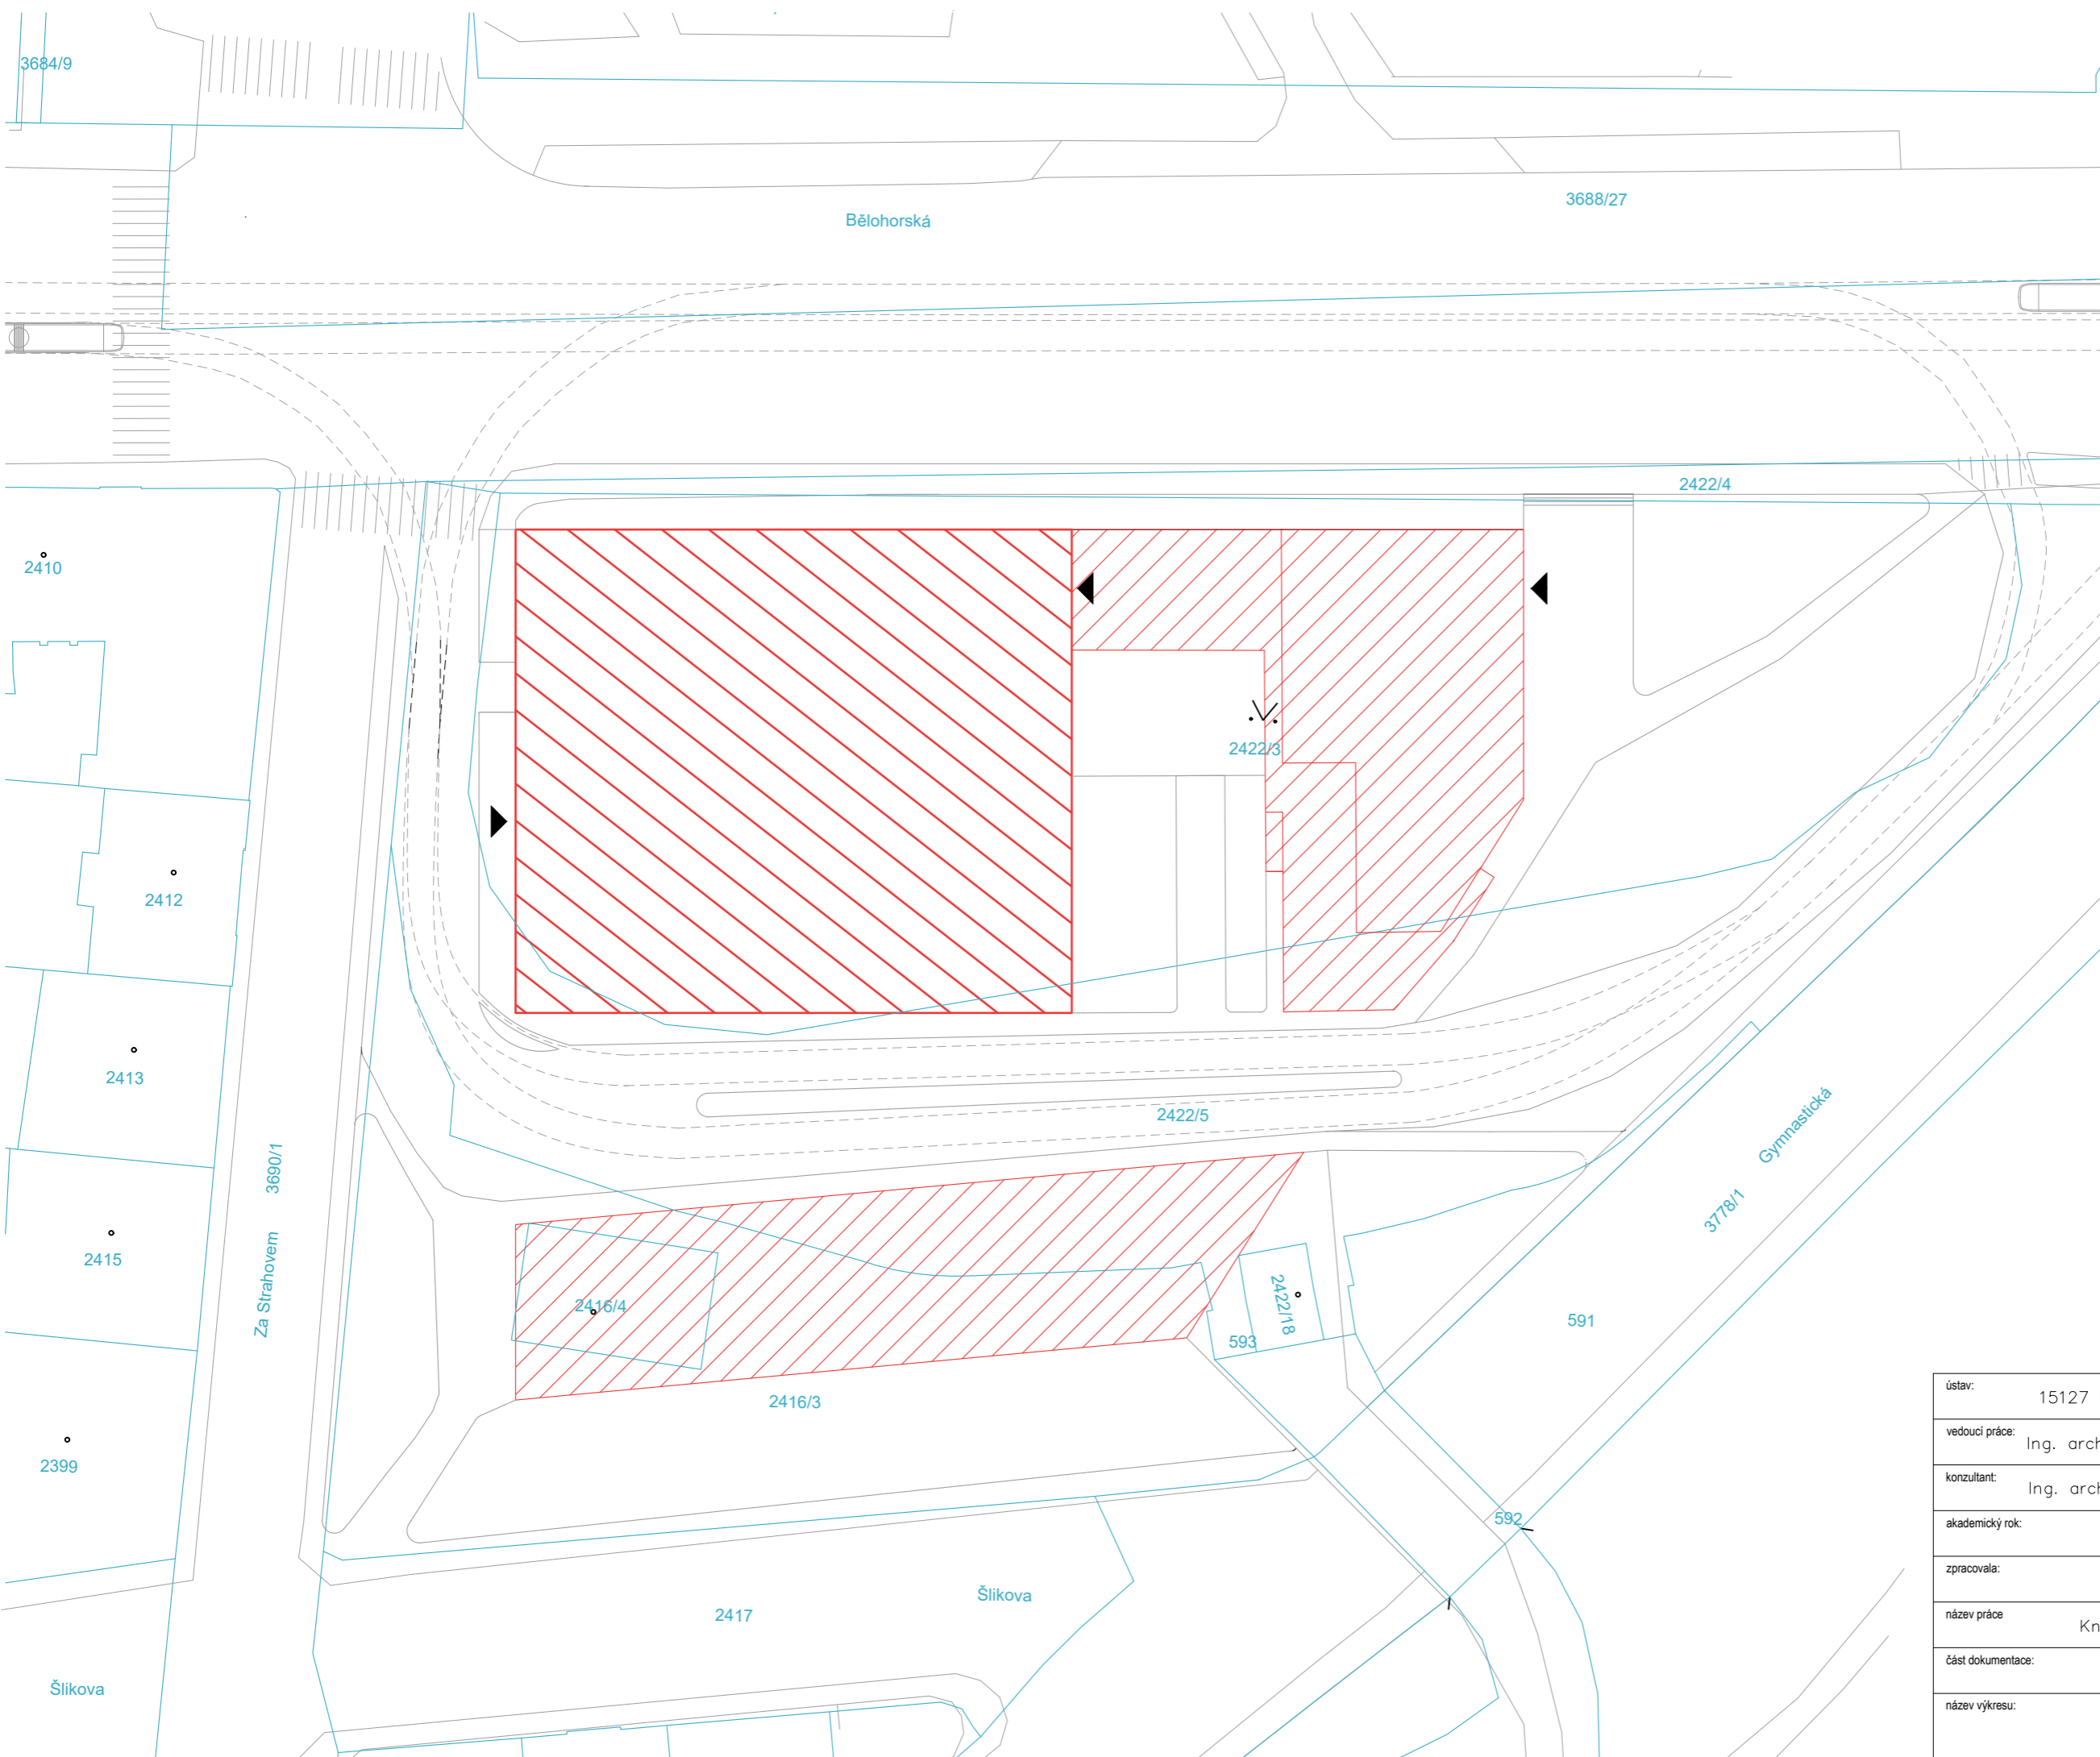 3684/9
3688/27
Bělohorská
2422/4
2410
2422/3
2412
2413
2422/5
Gymnastická
3690/1
3778/1
2415
Za Strahovem
2416/4
2422/18
591
593
2416/3
2399
592
Šlikova
2417
Šlikova
ústav: 15127
vedoucí práce: Ing. arch
konzultant: Ing. arch
akademický rok:
zpracovala:
název práce Kn
část dokumentace:
název výkresu: